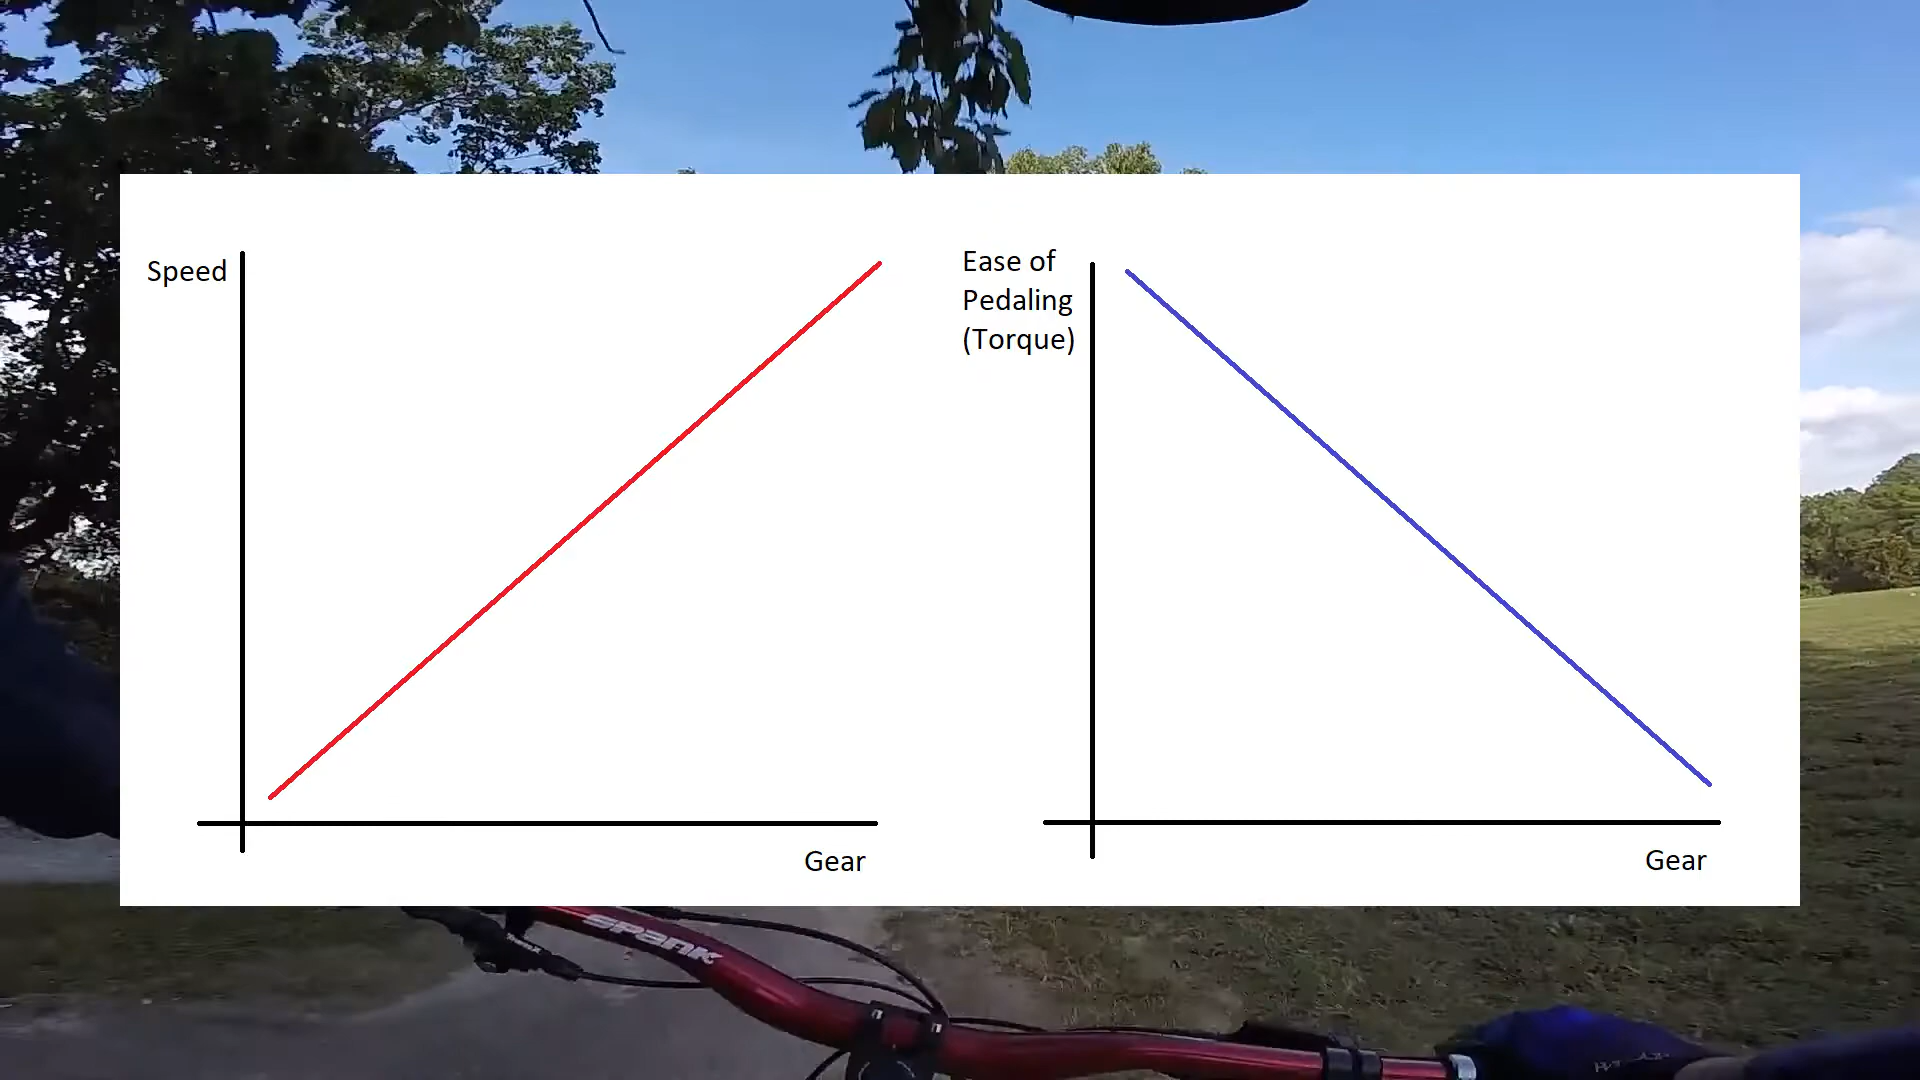 Speed
Gear
Ease of
Pedaling
(Torque)
Gear
SPANK